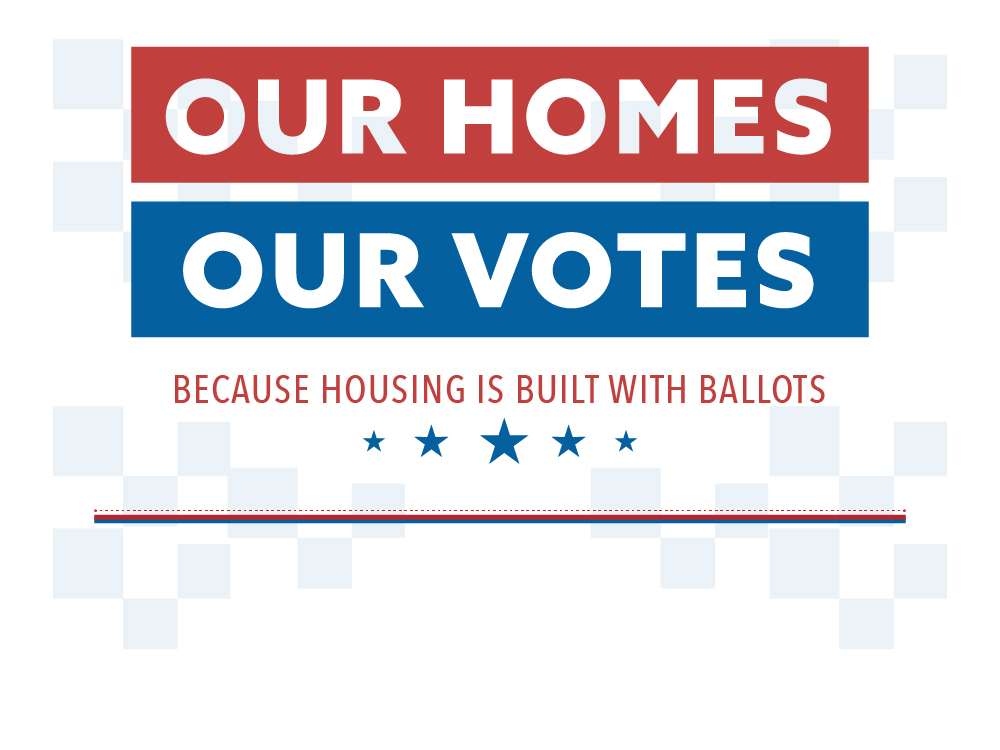 OUR HOMES
OUR VOTES
BECAUSE HOUSING IS BUILT WITH BALLOTS